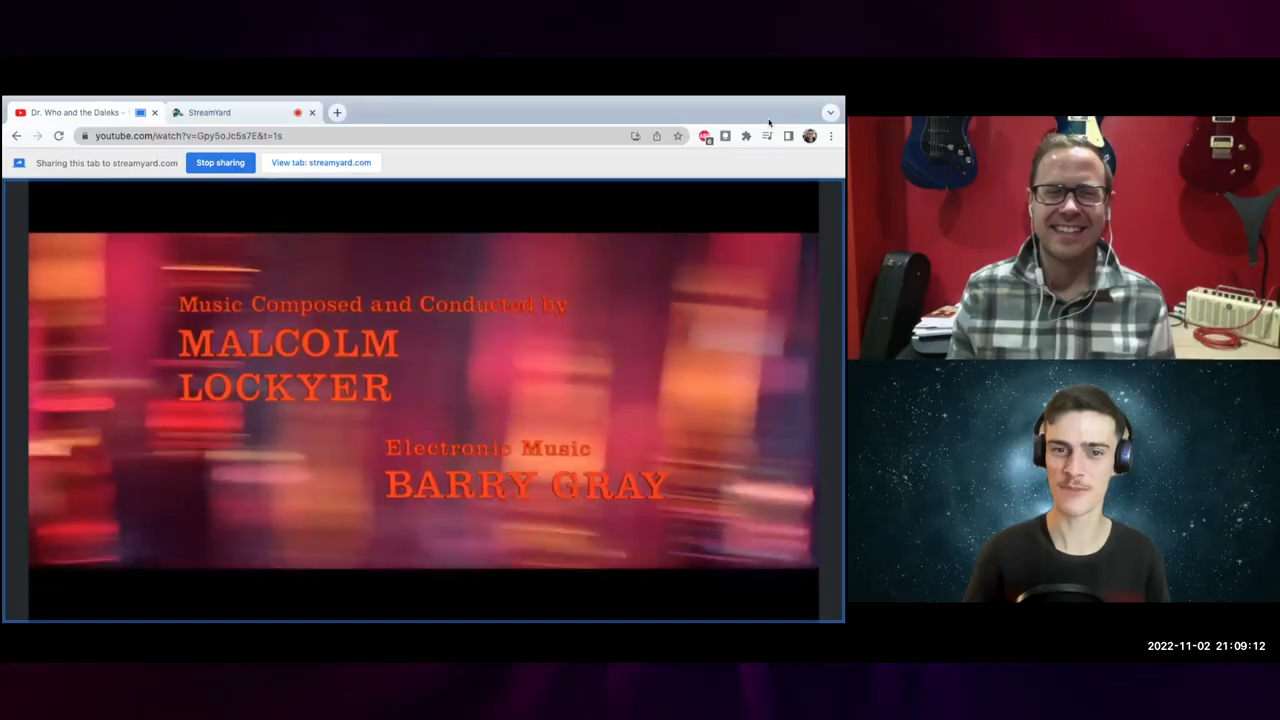 Dr. Who and the Daleks -
StreamYard
youtube.com/watch?v=Gpy5oJc5s7E&t=1s
Sharing this tab to streamyard.com
Stop sharing
View tab: streamyard.com
Music Composed and Conducted by
MALCOLM
LOCKYER
Electronic Music
BARRY GRAY
2022-11-02 21:09:12